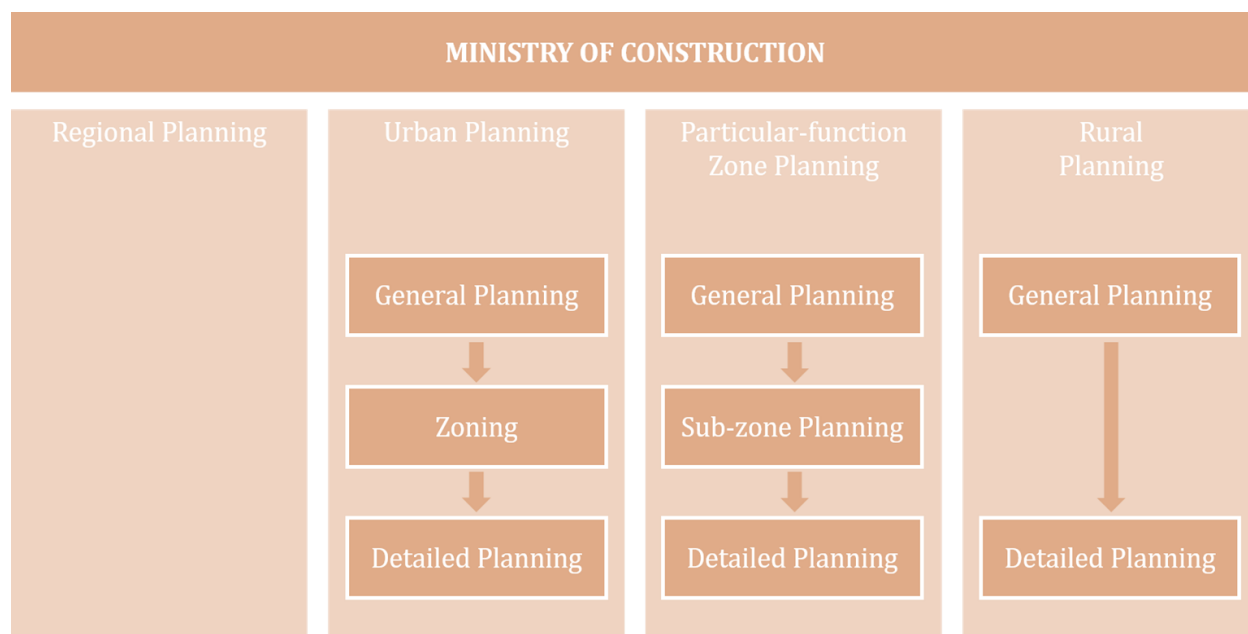 MINISTRY OF CONSTRUCTION
Regional Planning
Urban Planning
General Planning
Zoning
Detailed Planning
Particular-function
Zone Planning
General Planning
Sub-zone Planning
Detailed Planning
Rural
Planning
General Planning
Detailed Planning